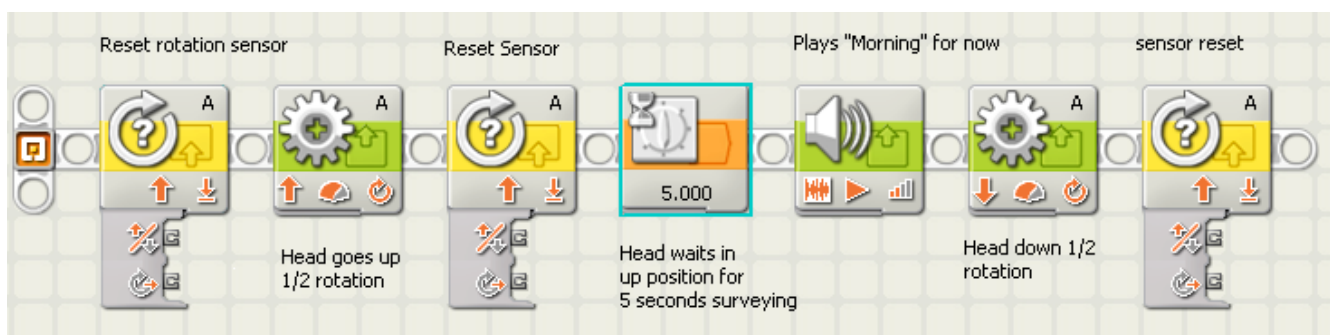 Reset rotation sensor
Reset Sensor
Plays "Morning" for now
sensor reset
A
A
A
A
A
5.000
G
G
G
G
G
G
Head goes up
1/2 rotation
Head waits in
up position for
5 seconds surveying
Head down 1/2
rotation